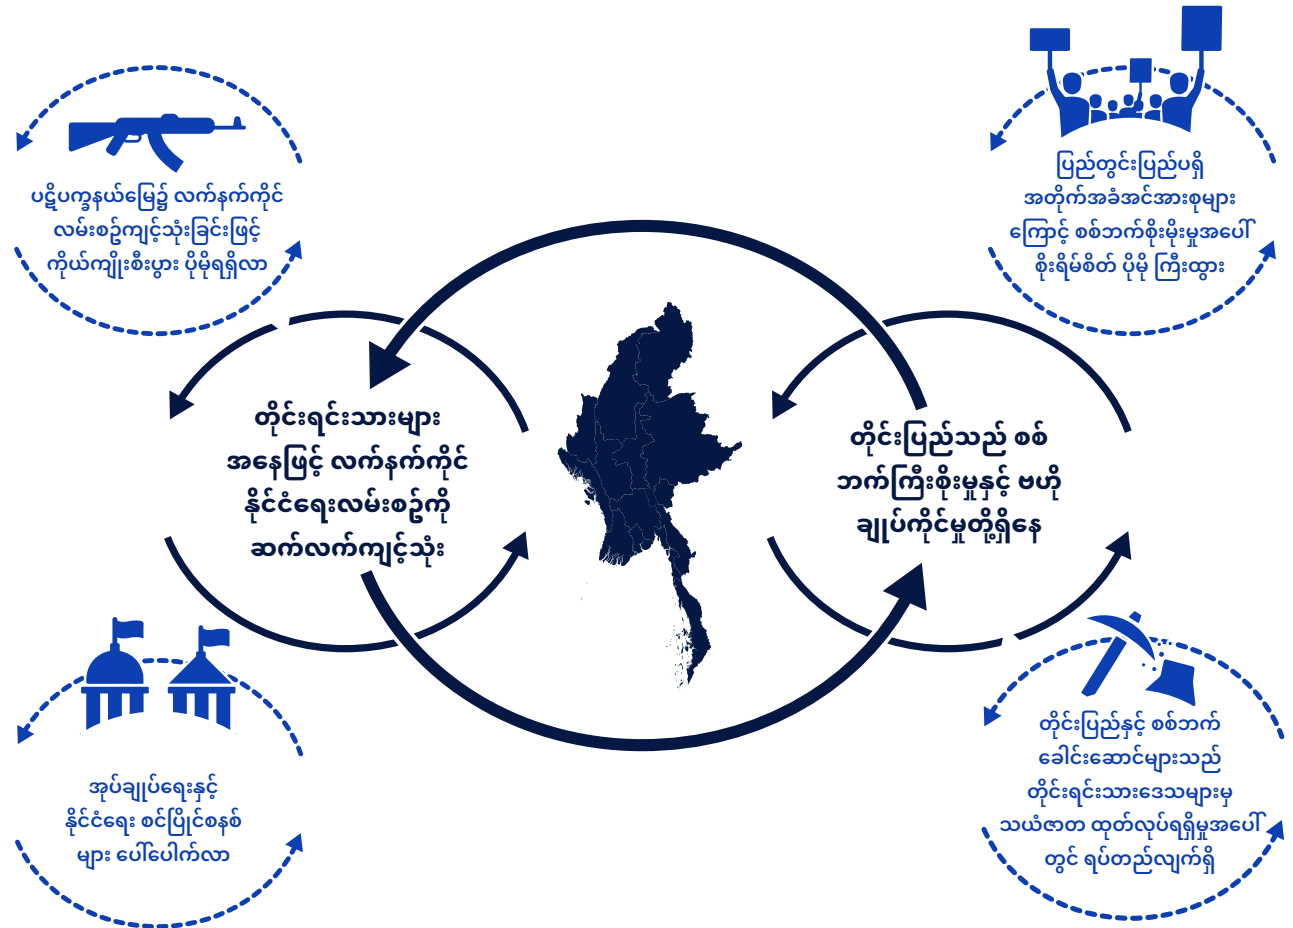 ပဋိပက္ခနယ်မြေ၌ လက်နက်ကိုင်
လမ်းစဥ်ကျင့်သုံးခြင်းဖြင့်
ကိုယ်ကျိုးစီးပွား ပိုမိုရရှိလာ
ပြည်တွင်းပြည်ပရှိ
အတိုက်အခံအင်အားစုများ
ကြောင့် စစ်ဘက်စိုးမိုးမှုအပေါ်
စိုးရိမ်စိတ် ပိုမို ကြီးထွား
တိုင်းရင်းသားများ
အနေဖြင့် လက်နက်ကိုင်
နိုင်ငံရေးလမ်းစဥ်ကို
ဆက်လက်ကျင့်သုံး
တိုင်းပြည်သည် စစ်
ဘက်ကြီးစိုးမှုနှင့် ဗဟို
ချုပ်ကိုင်မှုတို့ရှိနေ
အုပ်ချုပ်ရေးနှင့်
နိုင်ငံရေး စင်ပြိုင်စနစ်
များ ပေါ်ပေါက်လာ
တိုင်းပြည်နှင့် စစ်ဘက်
ခေါင်းဆောင်များသည်
တိုင်းရင်းသားဒေသများမှ
သယံဇာတ ထုတ်လုပ်ရရှိမှုအပေါ်
တွင် ရပ်တည်လျက်ရှိ